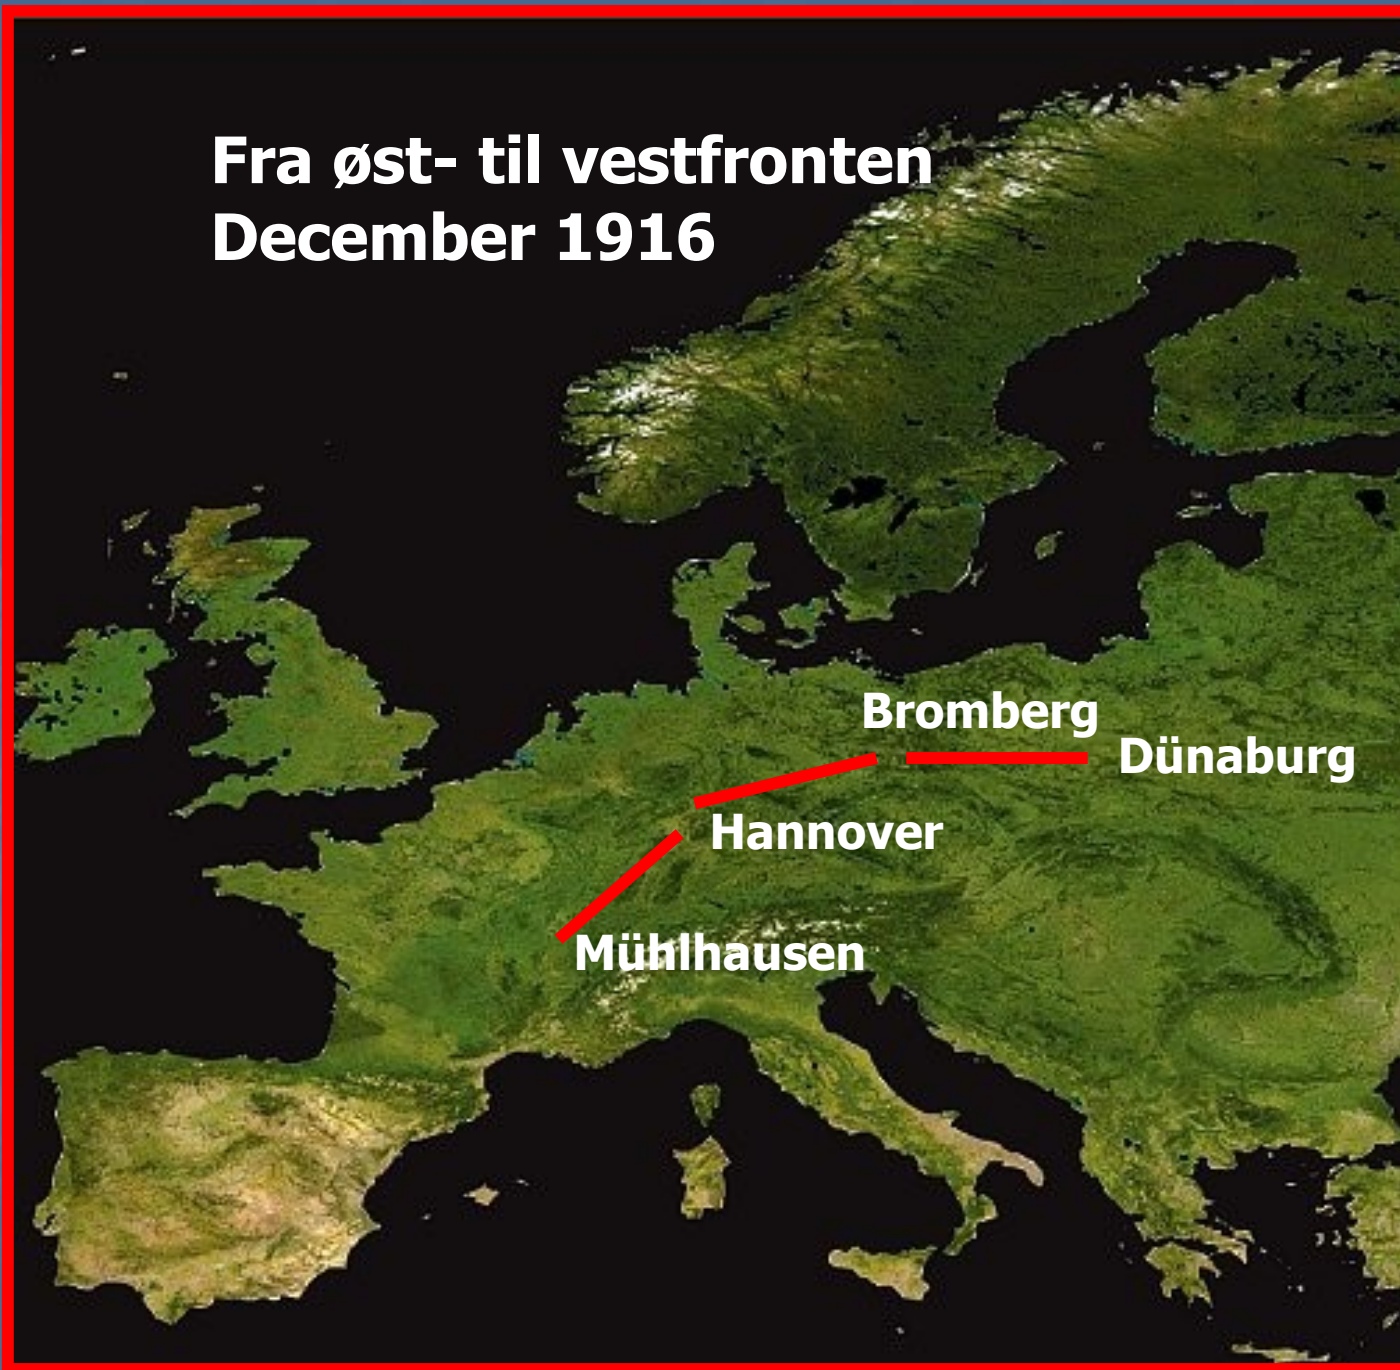 Fra øst- til vestfronten
December 1916
Bromberg
Dünaburg
Hannover
Mühlhausen